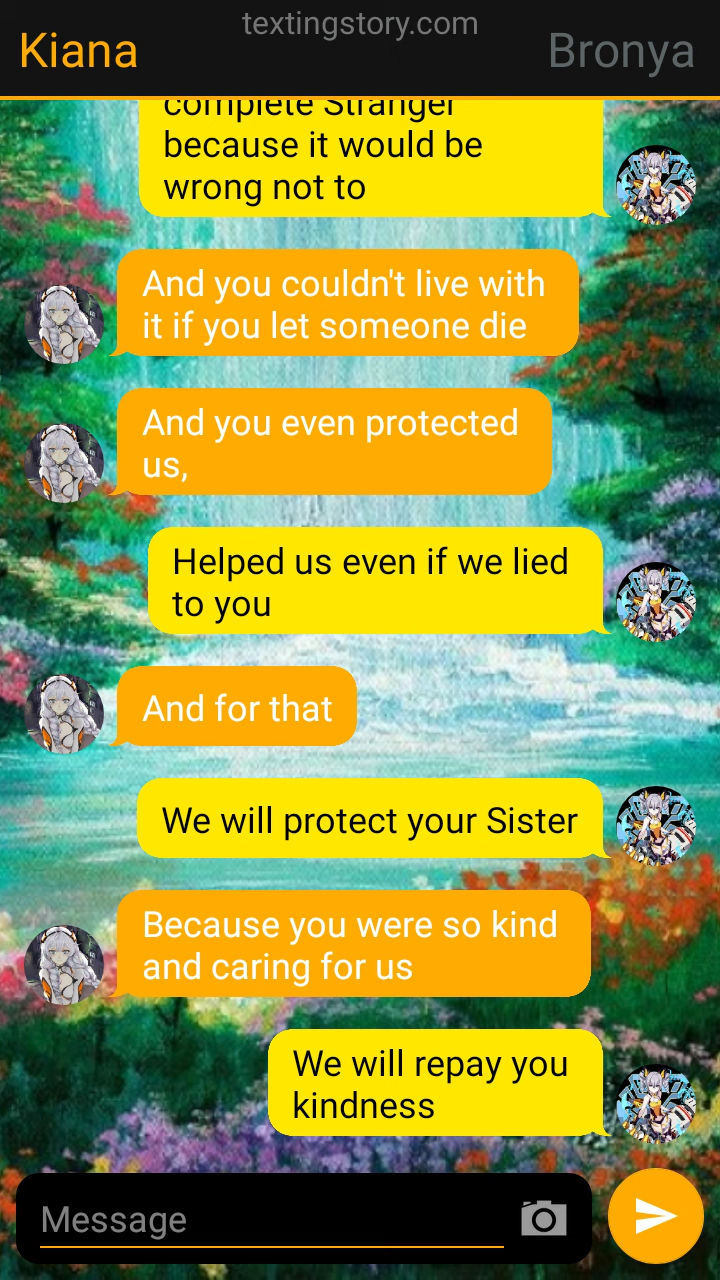 textingstory.com
Kiana
Bronya
complete Stranger
because it would be
wrong not to
And you couldn't live with
it if you let someone die
And you even protected
us,
Helped us even if we lied
to you
And for that
We will protect your Sister
Because you were so kind
and caring for us
We will repay you
kindness
Message